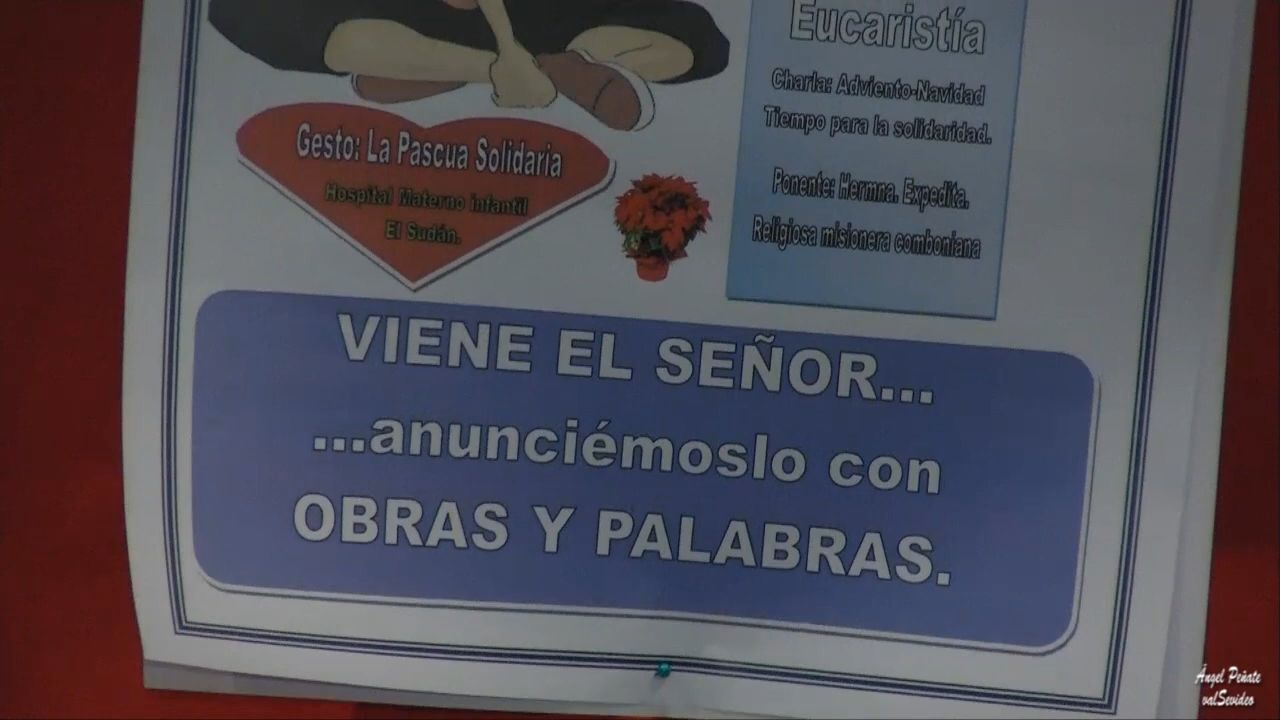 Eucaristía
Charla: Adviento-Navidad
Tiempo para la solidaridad.
Ponente: Hermna. Expedita.
Religiosa misionera comboniana
Gesto: La Pascua Solidaria
Hospital Materno infantil
El Sudán.
VIENE EL SEÑOR...
...anunciémoslo con
OBRAS Y PALABRAS.
Ángel Peñate
valSevideo